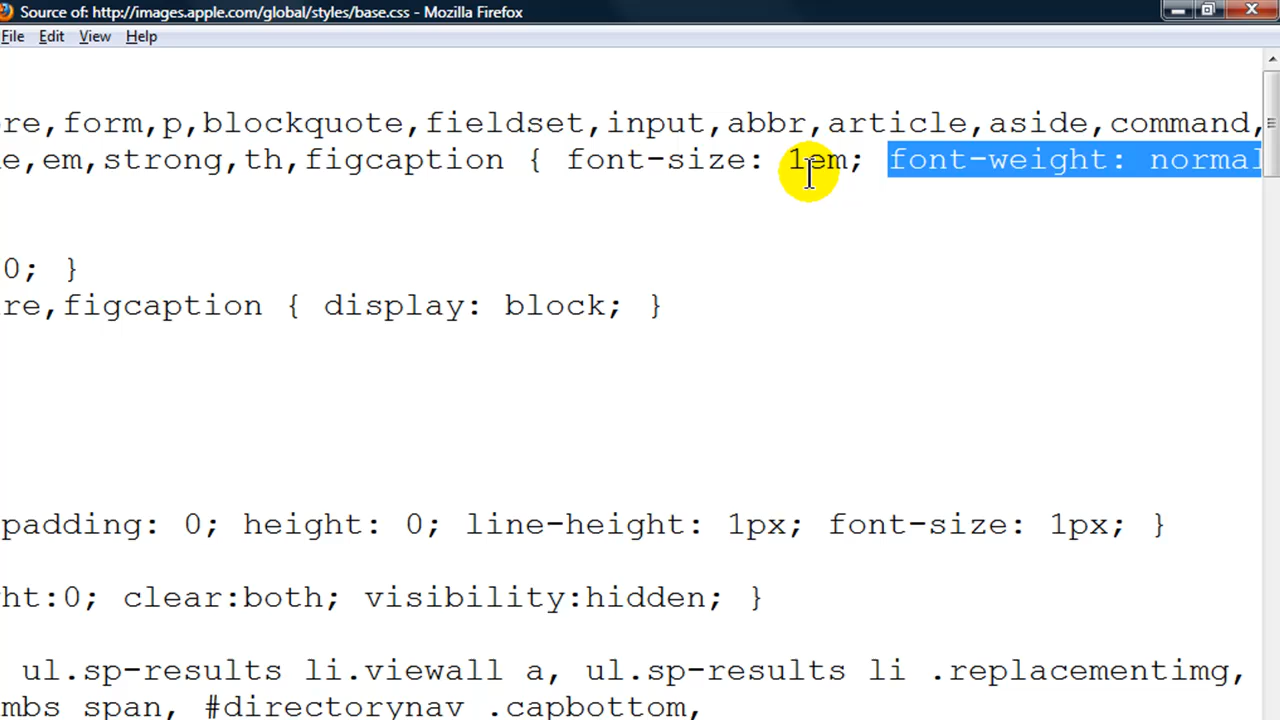 Source of: http://images.apple.com/global/styles/base.css - Mozilla Firefox
File Edit View Help
re,form,p,blockquote,fieldset,input,abbr,article,aside,command,
e,em,strong,th,figcaption { font-size: 1em; font-weight: normal
0; }
re,figcaption { display: block; }
padding: 0; height: 0; line-height: 1px; font-size: 1px; }
ht:0; clear:both; visibility:hidden; }
ul.sp-results li.viewall a, ul.sp-results li .replacementimg,
mbs span, #directorynav .capbottom,